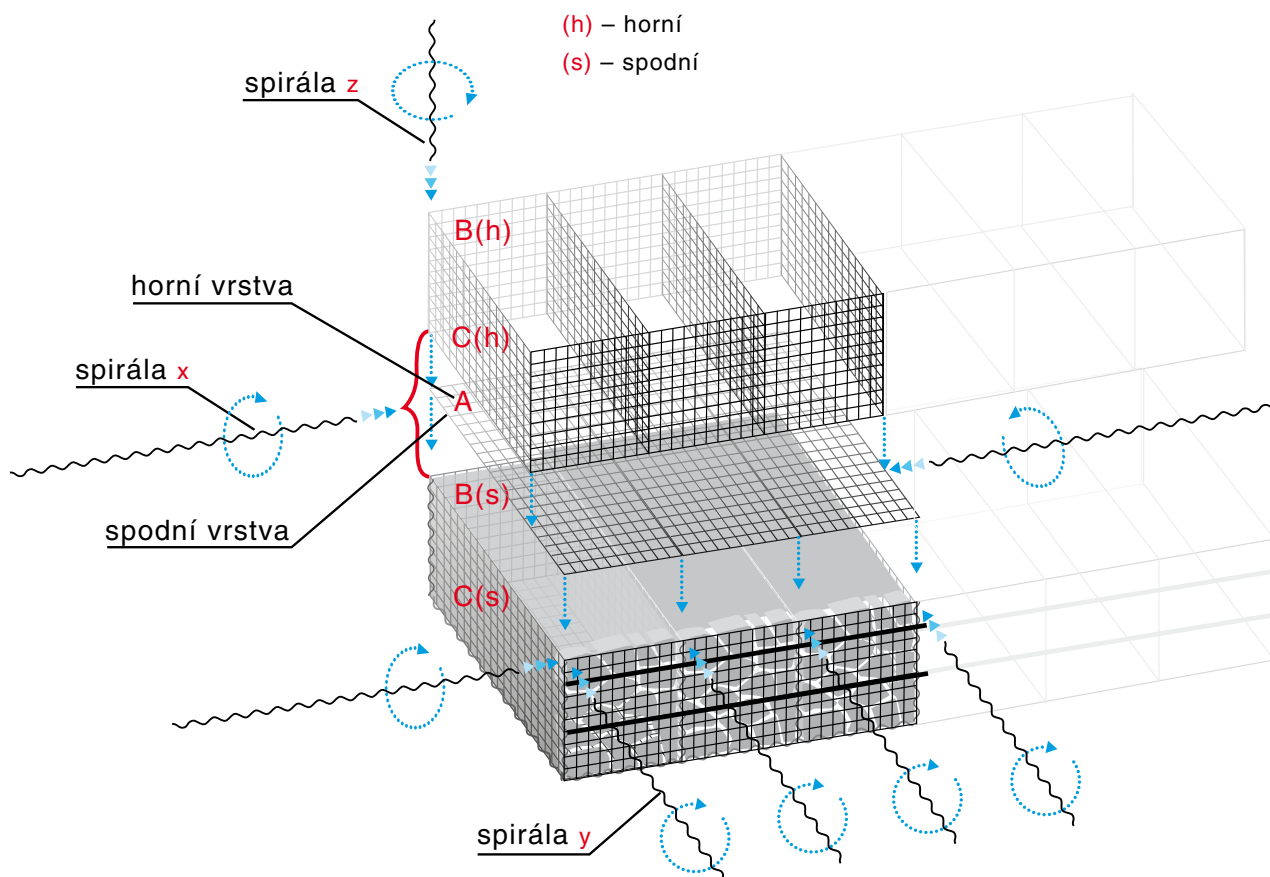 (h) – horní
(s) – spodní
spirála z
B(h)
horní vrstva
C(h)
spirála x
A
B(s)
spodní vrstva
C(s)
spirála y